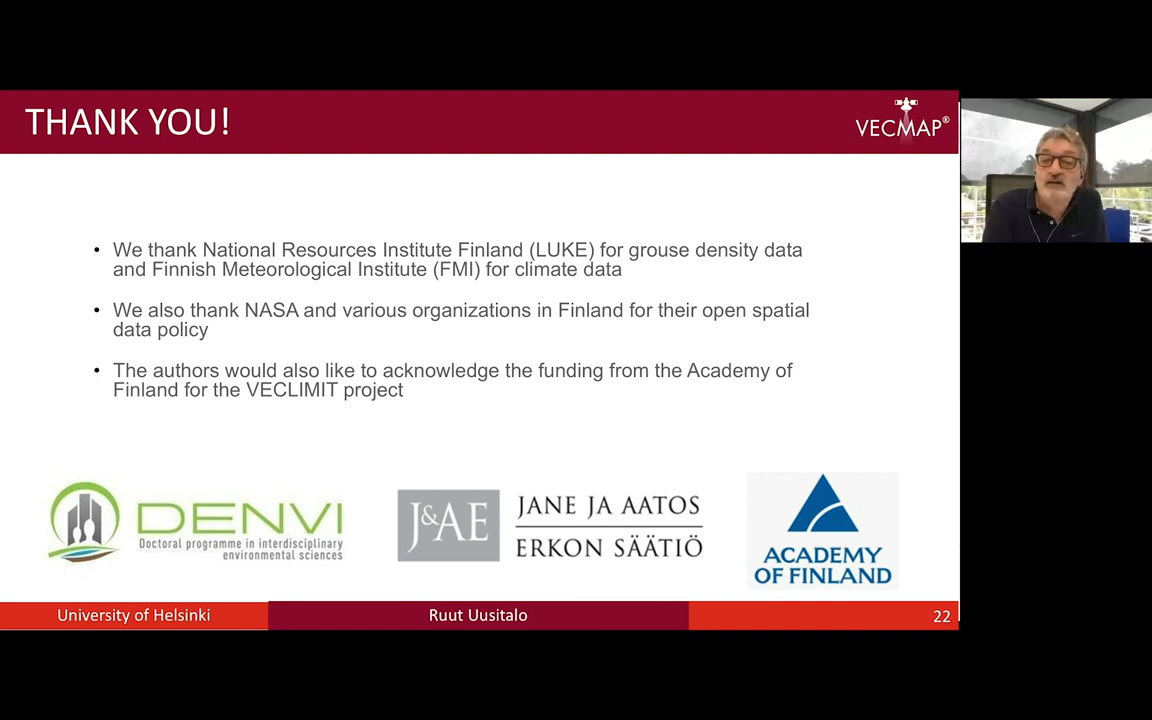 THANK YOU!
VECMAP®
• We thank National Resources Institute Finland (LUKE) for grouse density data
and Finnish Meteorological Institute (FMI) for climate data
• We also thank NASA and various organizations in Finland for their open spatial
data policy
• The authors would also like to acknowledge the funding from the Academy of
Finland for the VECLIMIT project
DENVI
Doctoral programme in interdisciplinary
environmental sciences
J&AE
JANE JA AATOS
ERKON SÄÄTIÖ
ACADEMY
OF FINLAND
University of Helsinki
Ruut Uusitalo
22